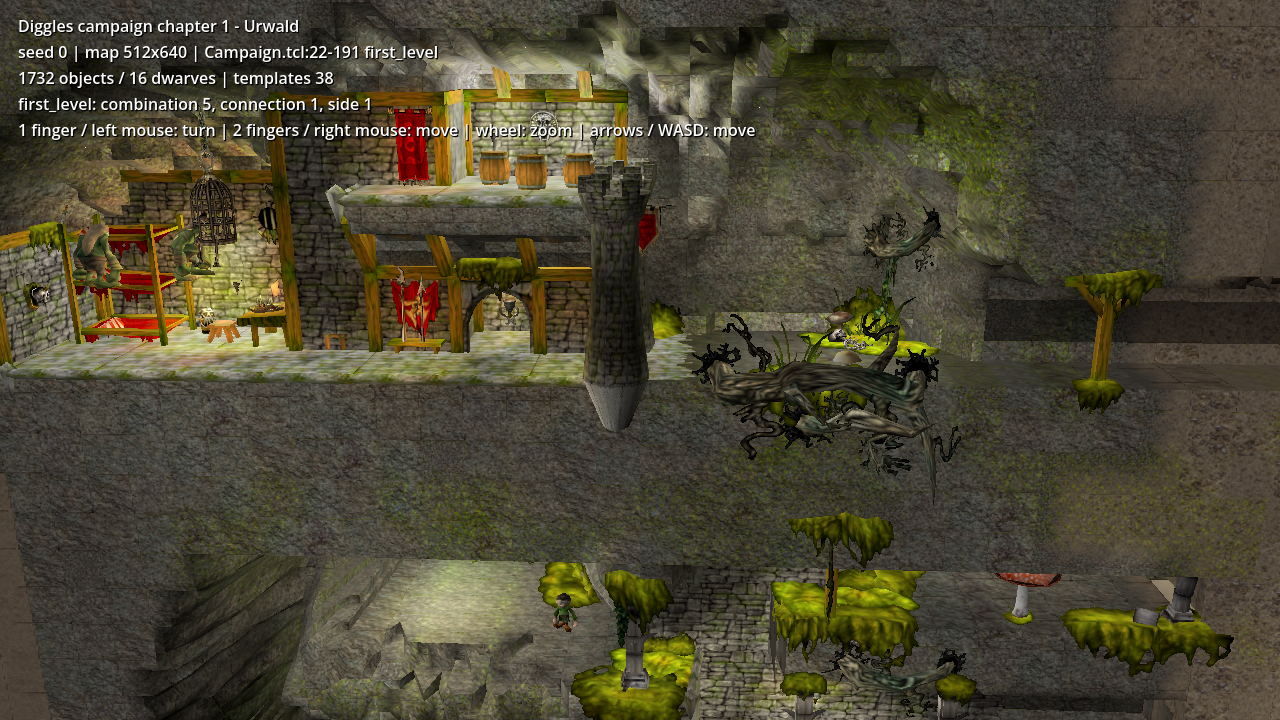 Diggles campaign chapter 1 - Urwald
seed 0 | map 512x640 | Campaign.tcl:22-191 first_level
1732 objects / 16 dwarves | templates 38
first_level: combination 5, connection 1, side 1
1 finger / left mouse: turn | 2 fingers / right mouse: move | wheel: zoom | arrows / WASD: move